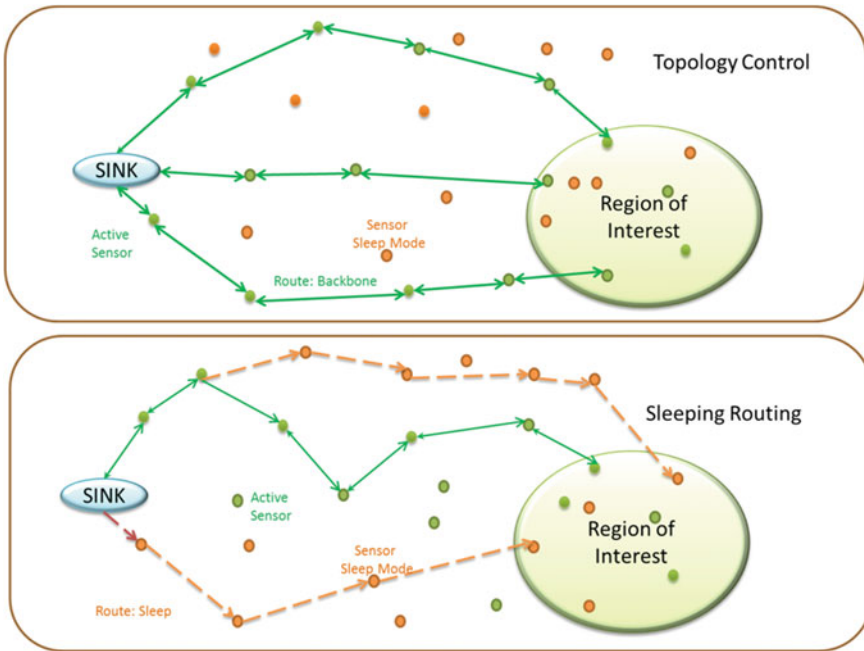 Topology Control
SINK
Active
Sensor
Sensor
Sleep Mode
Region of
Interest
Route: Backbone
Sleeping Routing
SINK
Active
Sensor
Region of
Interest
Sensor
Sleep Mode
Route: Sleep